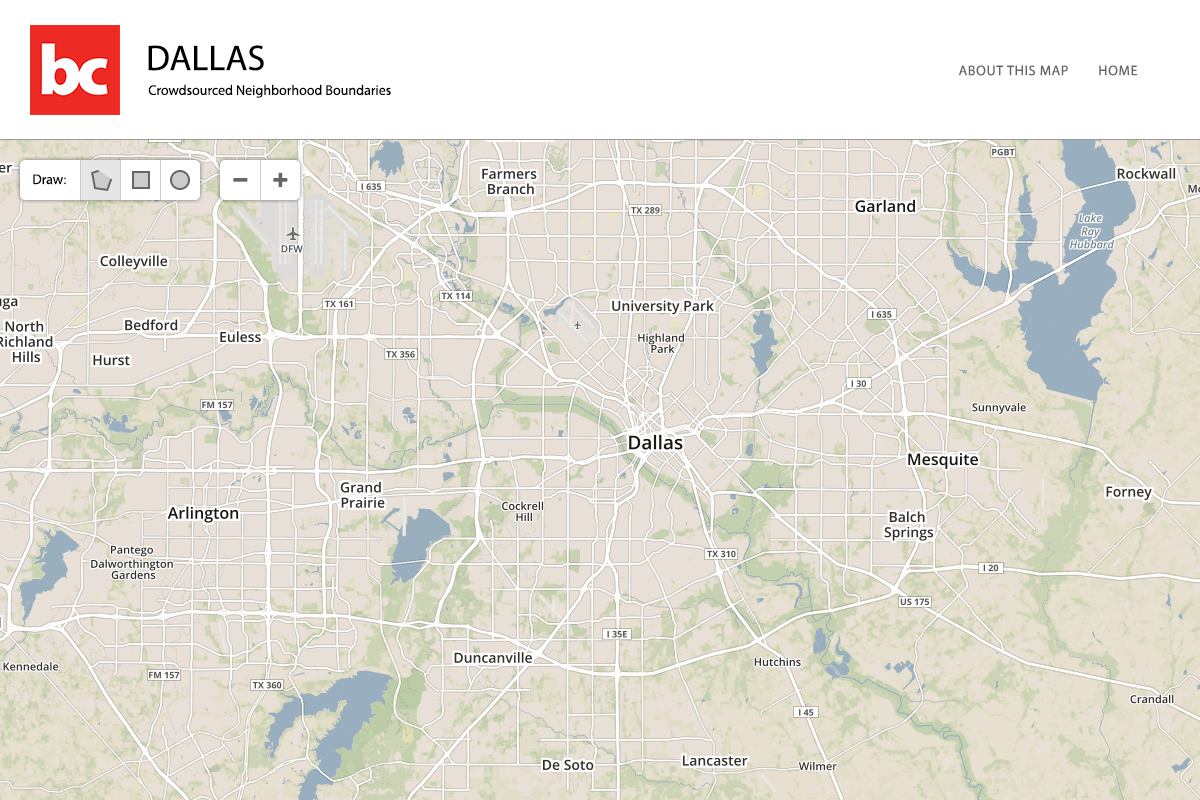 bc
DALLAS
Crowdsourced Neighborhood Boundaries
ABOUT THIS MAP
HOME
Draw:
I 635
Farmers
Branch
PGBT
Rockwall
TX 289
Garland
Lake
Ray
Hubbard
DFW
Colleyville
TX 114
TX 161
University Park
I 635
North
Richland
Hills
Bedford
Euless
Highland
Park
Hurst
TX 356
I 30
FM 157
Sunnyvale
Dallas
Mesquite
Grand
Prairie
Forney
Arlington
Cockrell
Hill
Balch
Springs
Pantego
Dalworthington
Gardens
TX 310
I 20
US 175
I 35E
Duncanville
Hutchins
Kennedale
FM 157
TX 360
Crandall
I 45
De Soto
Lancaster
Wilmer